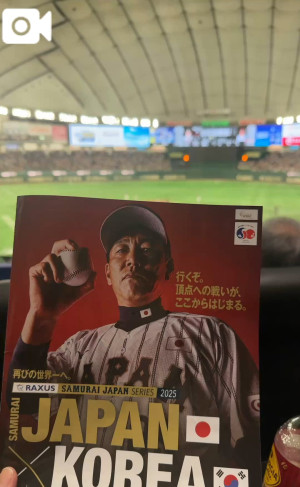 行くぞ。
頂点への戦いが、
ここからはじまる。
JAPAN
再びの世界一へ。
RAXUS SAMURAI JAPAN SERIES 2025
SAMURAI
JAPAN
KOREA